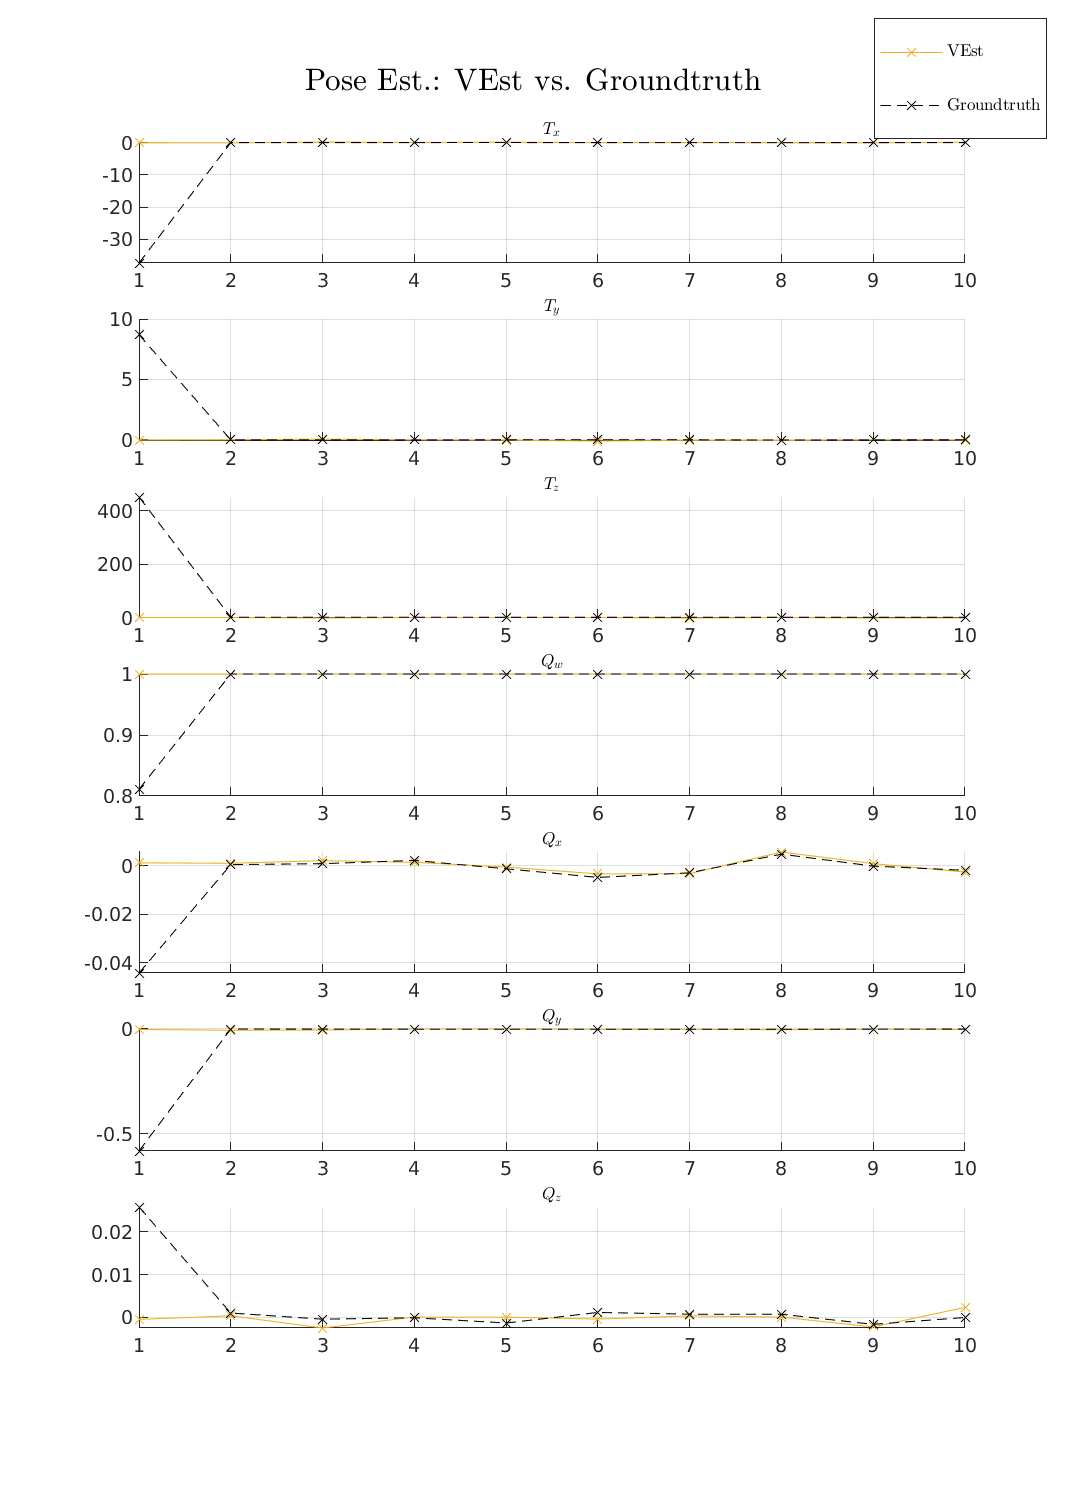 VEst
Groundtruth
Pose Est.: VEst vs. Groundtruth
T_x
0
-10
-20
-30
1 2 3 4 5 6 7 8 9 10
T_y
10
5
0
1 2 3 4 5 6 7 8 9 10
T_z
400
200
0
1 2 3 4 5 6 7 8 9 10
Q_w
1
0.9
0.8
1 2 3 4 5 6 7 8 9 10
Q_x
0
-0.02
-0.04
1 2 3 4 5 6 7 8 9 10
Q_y
0
-0.5
1 2 3 4 5 6 7 8 9 10
Q_z
0.02
0.01
0
1 2 3 4 5 6 7 8 9 10